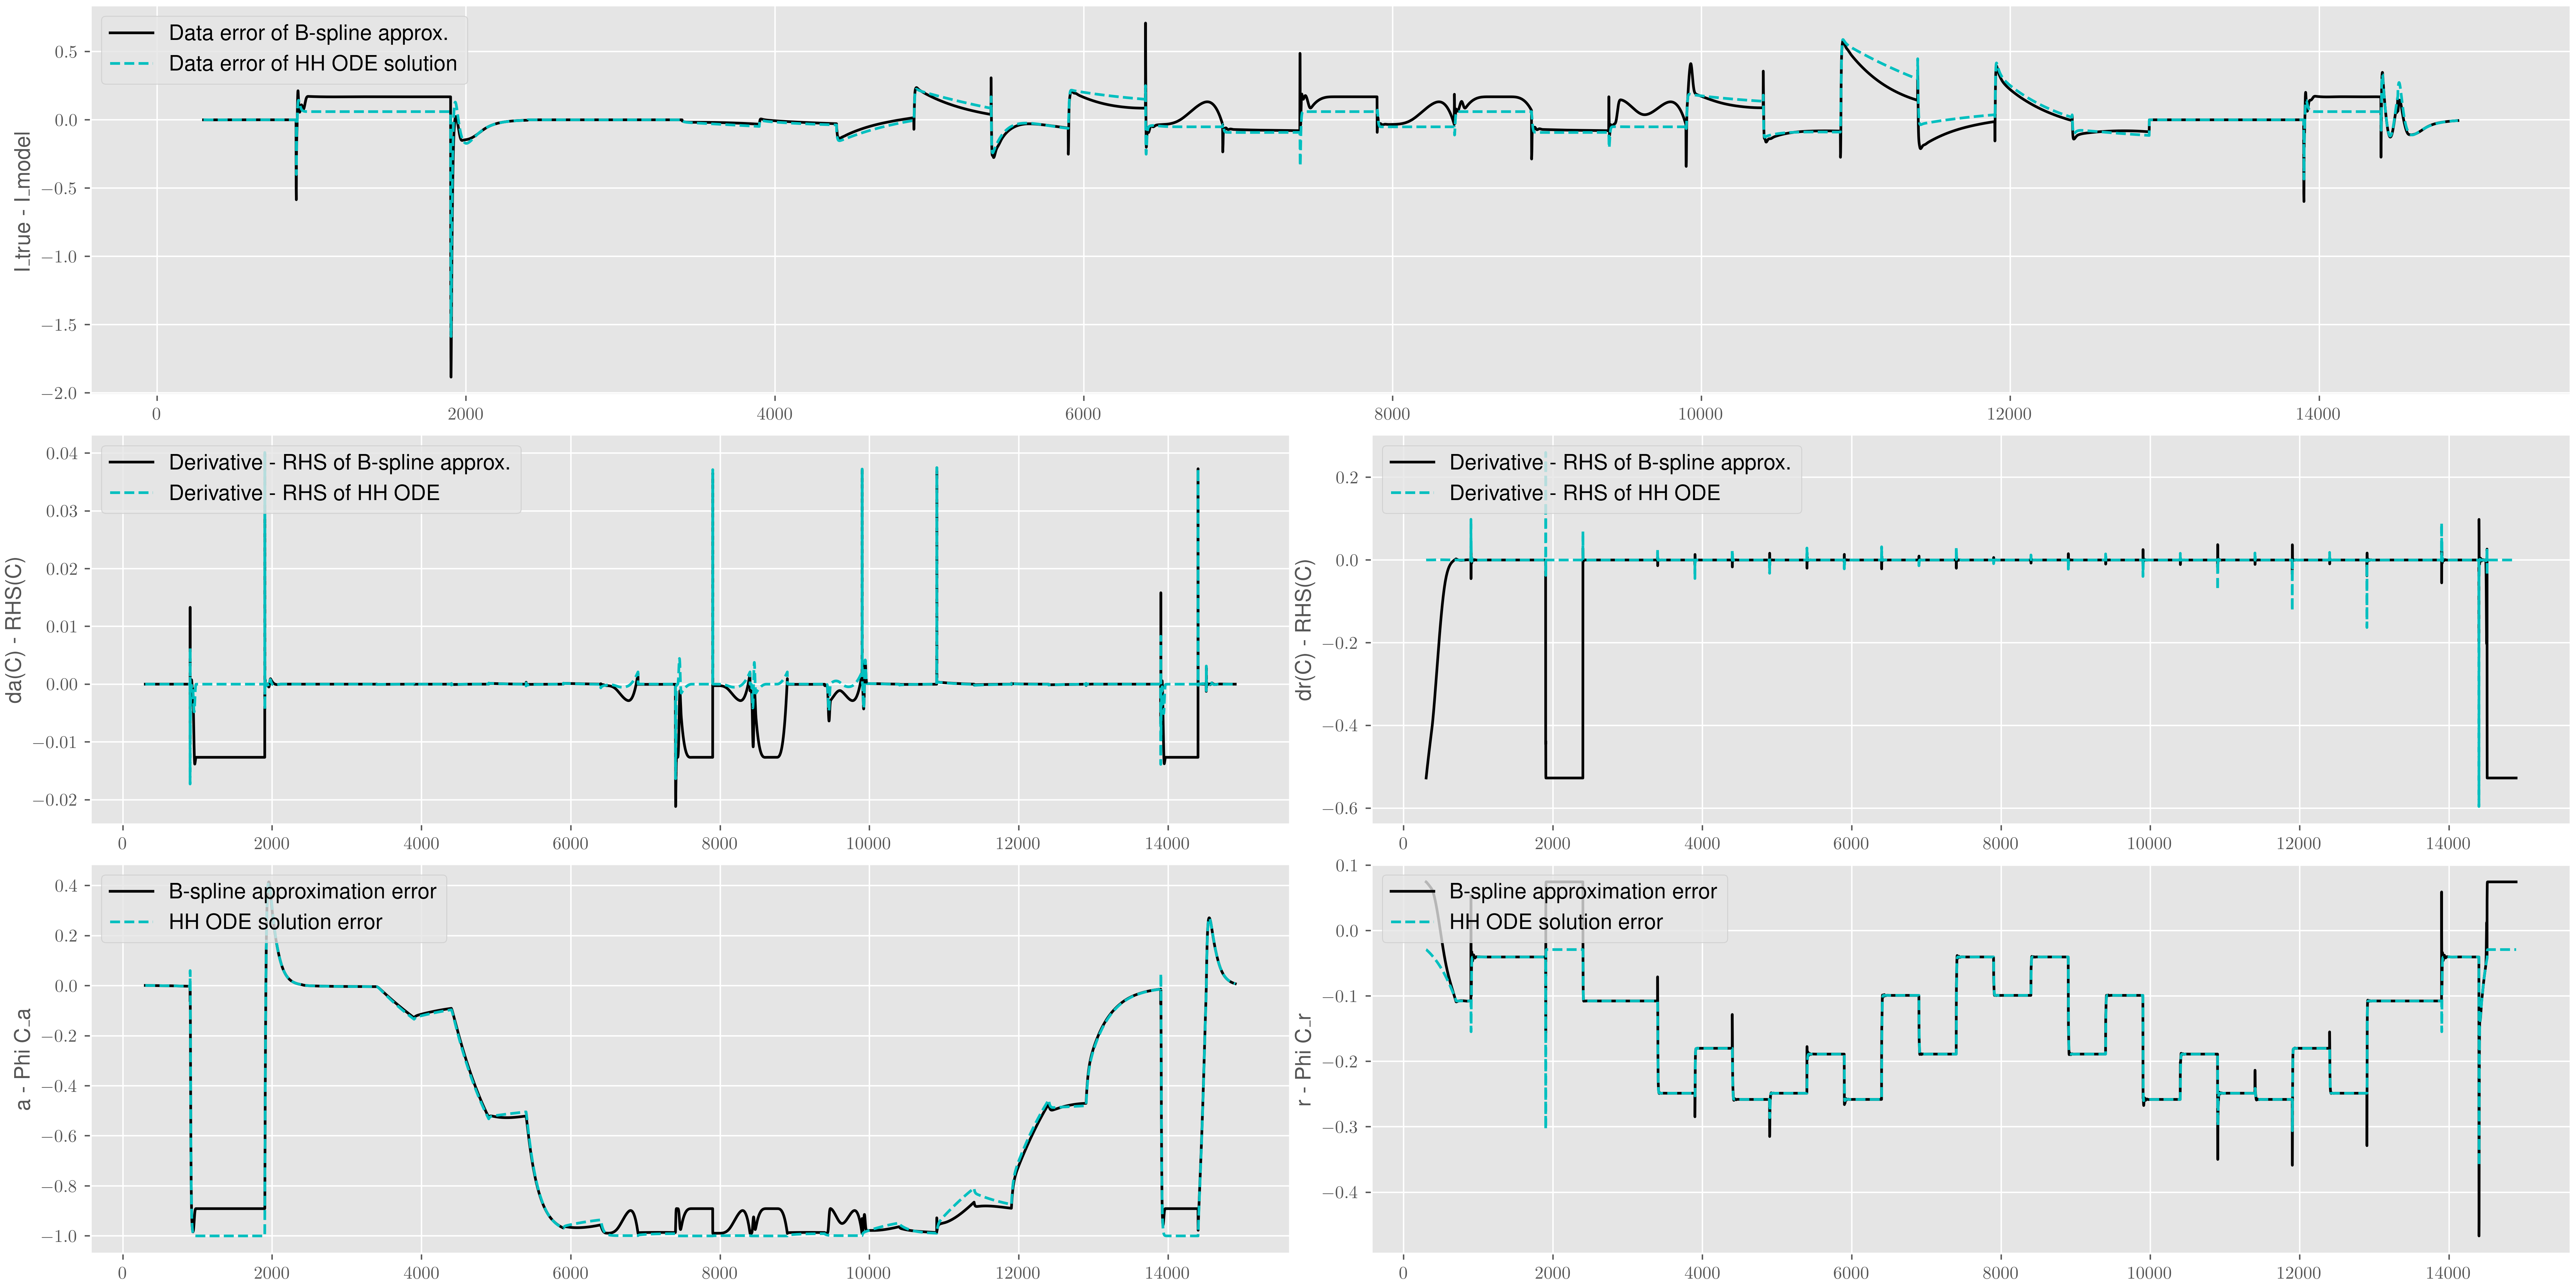 Data error of B-spline approx.
Data error of HH ODE solution
I_true - I_model
0.5
0.0
−0.5
−1.0
−1.5
−2.0
0 2000 4000 6000 8000 10000 12000 14000
Derivative - RHS of B-spline approx.
Derivative - RHS of HH ODE
da(C) - RHS(C)
0.04
0.03
0.02
0.01
0.00
−0.01
−0.02
0 2000 4000 6000 8000 10000 12000 14000
Derivative - RHS of B-spline approx.
Derivative - RHS of HH ODE
dr(C) - RHS(C)
0.2
0.0
−0.2
−0.4
−0.6
0 2000 4000 6000 8000 10000 12000 14000
B-spline approximation error
HH ODE solution error
a - Phi C_a
0.4
0.2
0.0
−0.2
−0.4
−0.6
−0.8
−1.0
0 2000 4000 6000 8000 10000 12000 14000
B-spline approximation error
HH ODE solution error
r - Phi C_r
0.1
0.0
−0.1
−0.2
−0.3
−0.4
0 2000 4000 6000 8000 10000 12000 14000